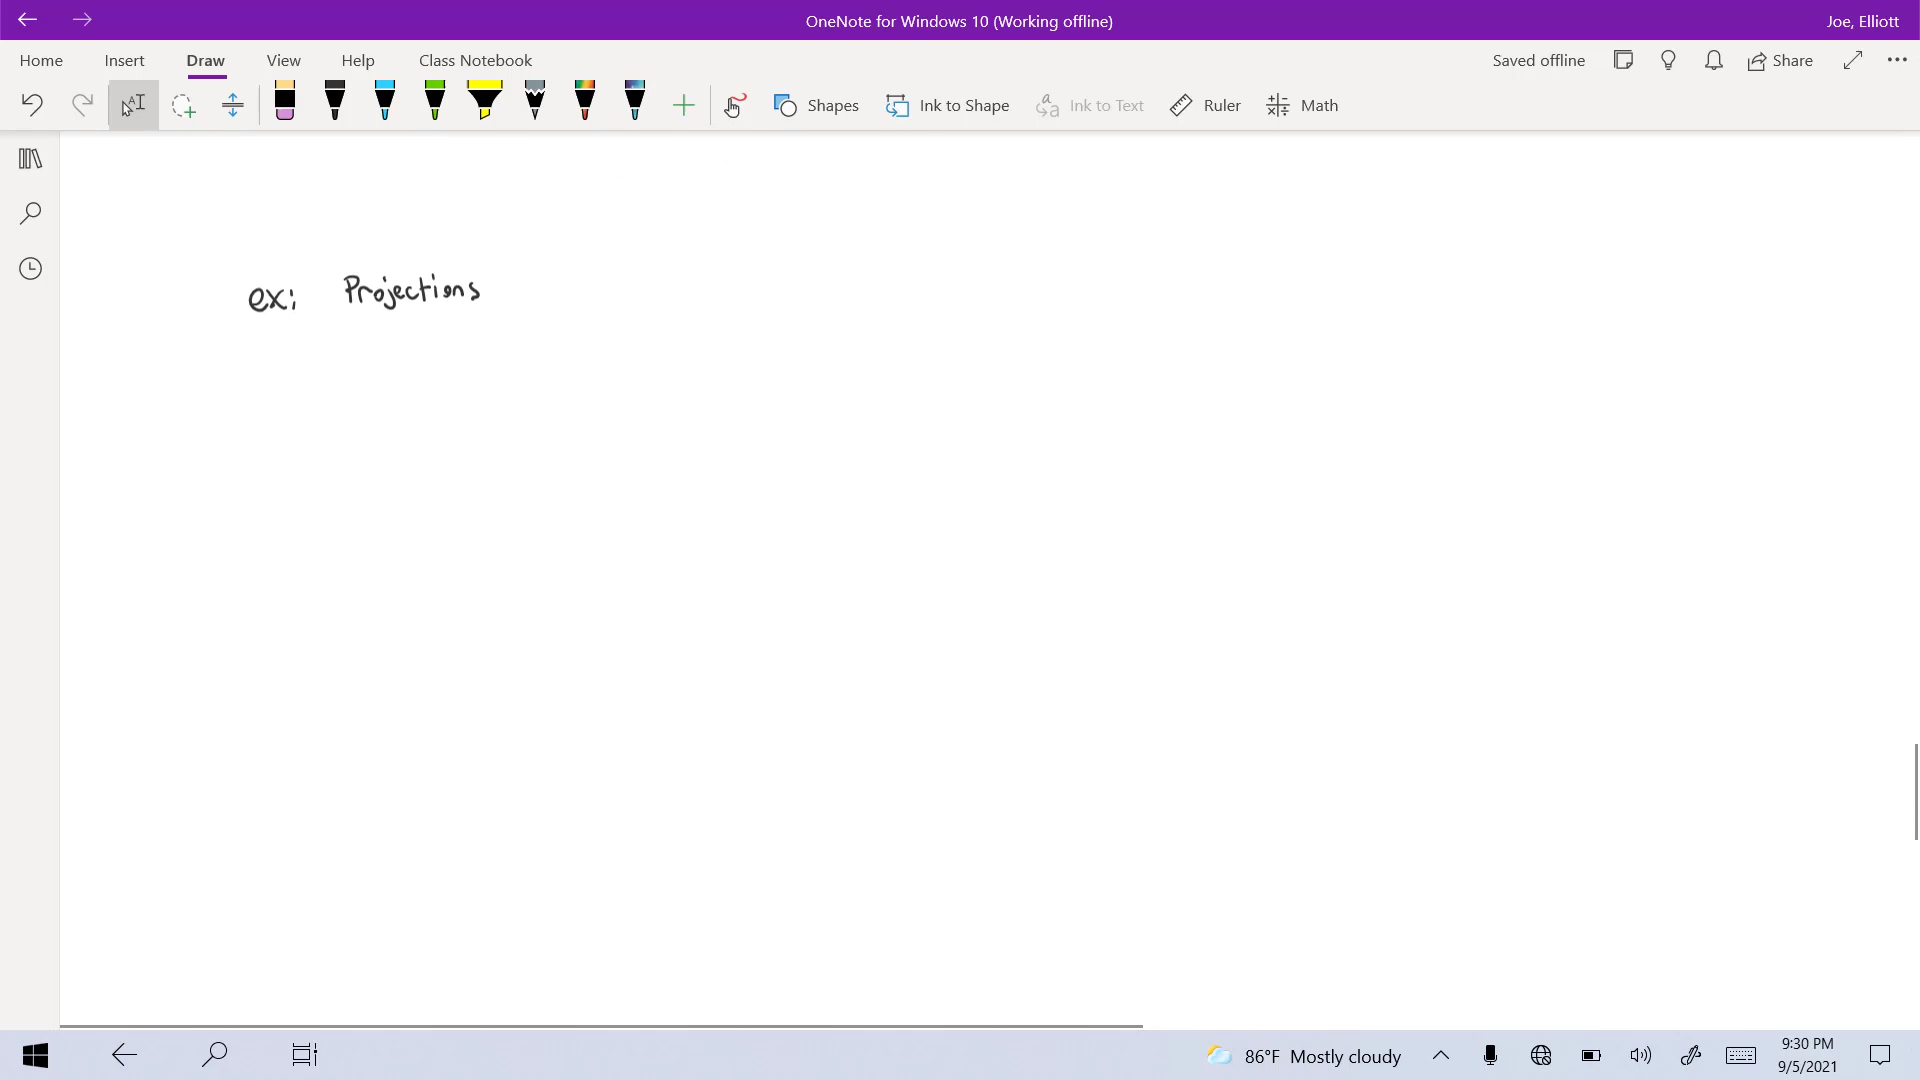 OneNote for Windows 10 (Working offline)
Joe, Elliott
Home Insert Draw View Help Class Notebook
Saved offline Share
Shapes Ink to Shape Ink to Text Ruler Math
ex: Projections
86°F Mostly cloudy
9:30 PM
9/5/2021